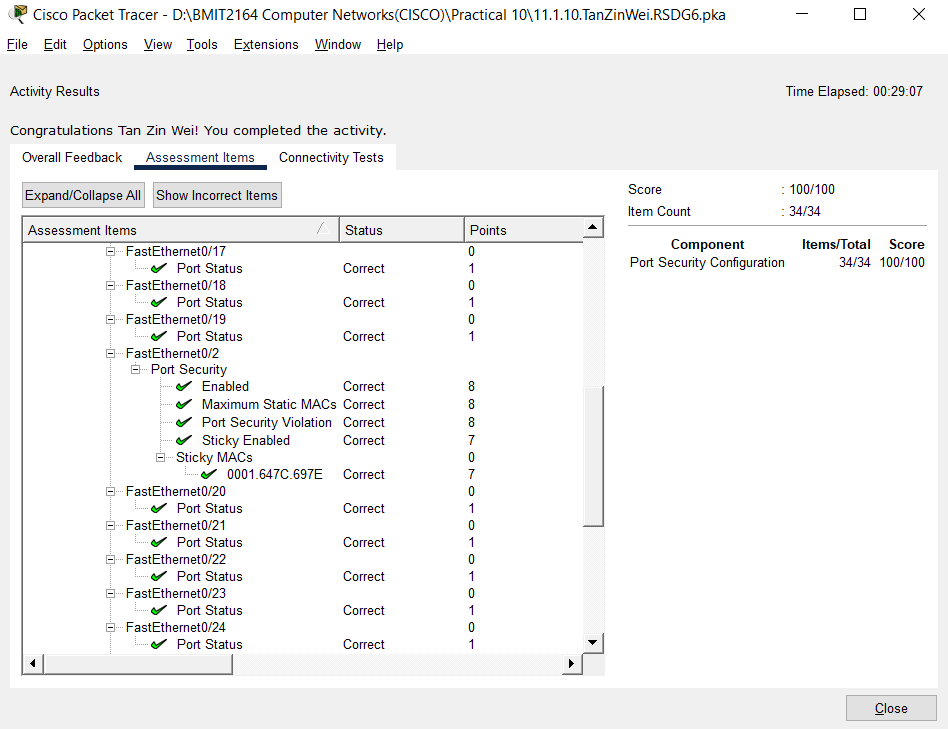 Cisco Packet Tracer - D:\BMIT2164 Computer Networks(CISCO)\Practical 10\11.1.10.TanZinWei.RSDG6.pka
File Edit Options View Tools Extensions Window Help
Activity Results
Time Elapsed: 00:29:07
Congratulations Tan Zin Wei! You completed the activity.
Overall Feedback Assessment Items Connectivity Tests
Expand/Collapse All Show Incorrect Items
Assessment Items Status Points
FastEthernet0/17 0
Port Status Correct 1
FastEthernet0/18 0
Port Status Correct 1
FastEthernet0/19 0
Port Status Correct 1
FastEthernet0/2 0
Port Security
Enabled Correct 8
Maximum Static MACs Correct 8
Port Security Violation Correct 8
Sticky Enabled Correct 7
Sticky MACs 0
0001.647C.697E Correct 7
FastEthernet0/20 0
Port Status Correct 1
FastEthernet0/21 0
Port Status Correct 1
FastEthernet0/22 0
Port Status Correct 1
FastEthernet0/23 0
Port Status Correct 1
FastEthernet0/24 0
Port Status Correct 1
Score : 100/100
Item Count : 34/34
Component Items/Total Score
Port Security Configuration 34/34 100/100
Close